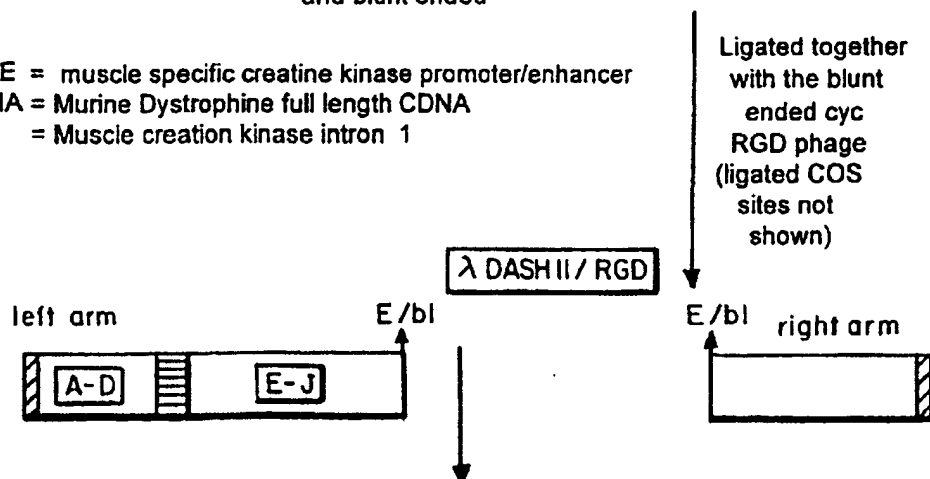 and blunt ended
E = muscle specific creatine kinase promoter/enhancer
IA = Murine Dystrophine full length CDNA
= Muscle creation kinase intron 1
Ligated together
with the blunt
ended cyc
RGD phage
(ligated COS
sites not
shown)
λ DASH II / RGD
left arm
E/bl
E/bl
right arm
A-D
E-J